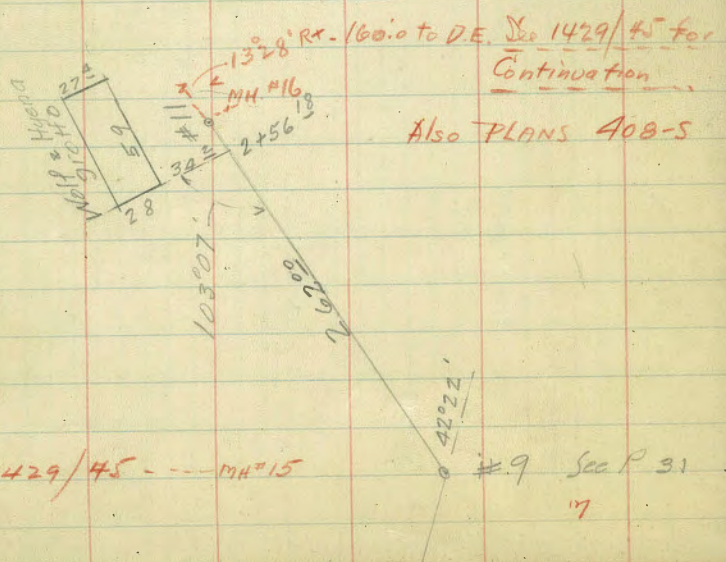 13°28' Rt - 160.0 to D.E. See 1429/45 for
Continuation
MH #16
Also PLANS 408-S
#11
2+56 18
27
59
28
34
103°07'
262.00
42°22'
429/45 - - - - MH #15
#9 See P 31